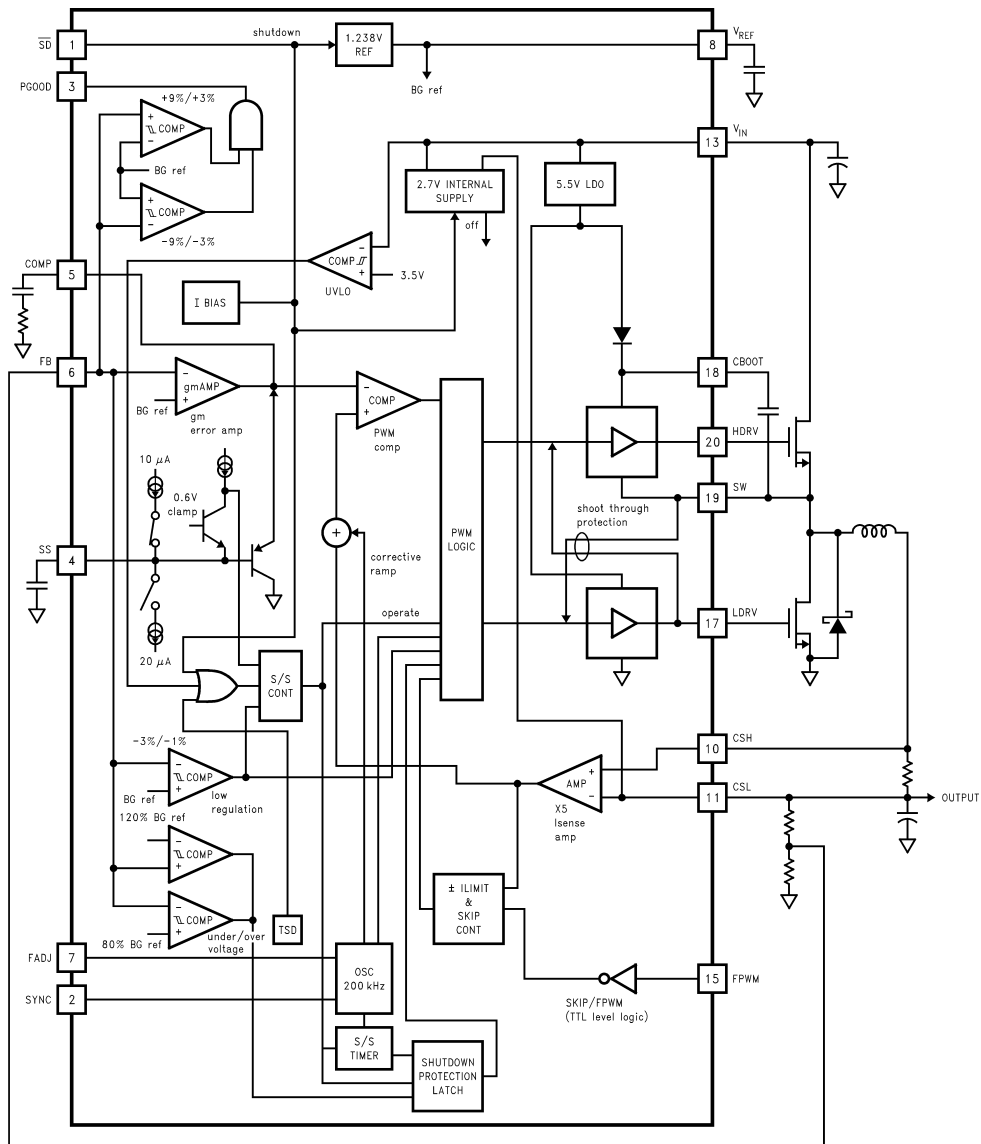 SD
1
shutdown
1.238V
REF
8
VREF
BG ref
PGOOD
3
+9%/+3%
+
COMP
-
BG ref
+
COMP
-
-9%/-3%
13
VIN
2.7V INTERNAL
SUPPLY
off
5.5V LDO
-
COMP
+
3.5V
UVLO
COMP
5
I BIAS
FB
6
-
gmAMP
+
BG ref
gm
error amp
-
COMP
+
PWM
comp
18
CBOOT
20
HDRV
19
SW
shoot through
protection
10 µA
0.6V
clamp
SS
4
20 µA
+
corrective
ramp
PWM
LOGIC
operate
17
LDRV
S/S
CONT
-3%/-1%
-
COMP
+
BG ref
low
regulation
10
CSH
+
AMP
-
11
CSL
OUTPUT
X5
Isense
amp
120% BG ref
-
COMP
+
-
COMP
+
80% BG ref
under/over
voltage
TSD
± ILIMIT
&
SKIP
CONT
FADJ
7
SYNC
2
OSC
200 kHz
15
FPWM
SKIP/FPWM
(TTL level logic)
S/S
TIMER
SHUTDOWN
PROTECTION
LATCH